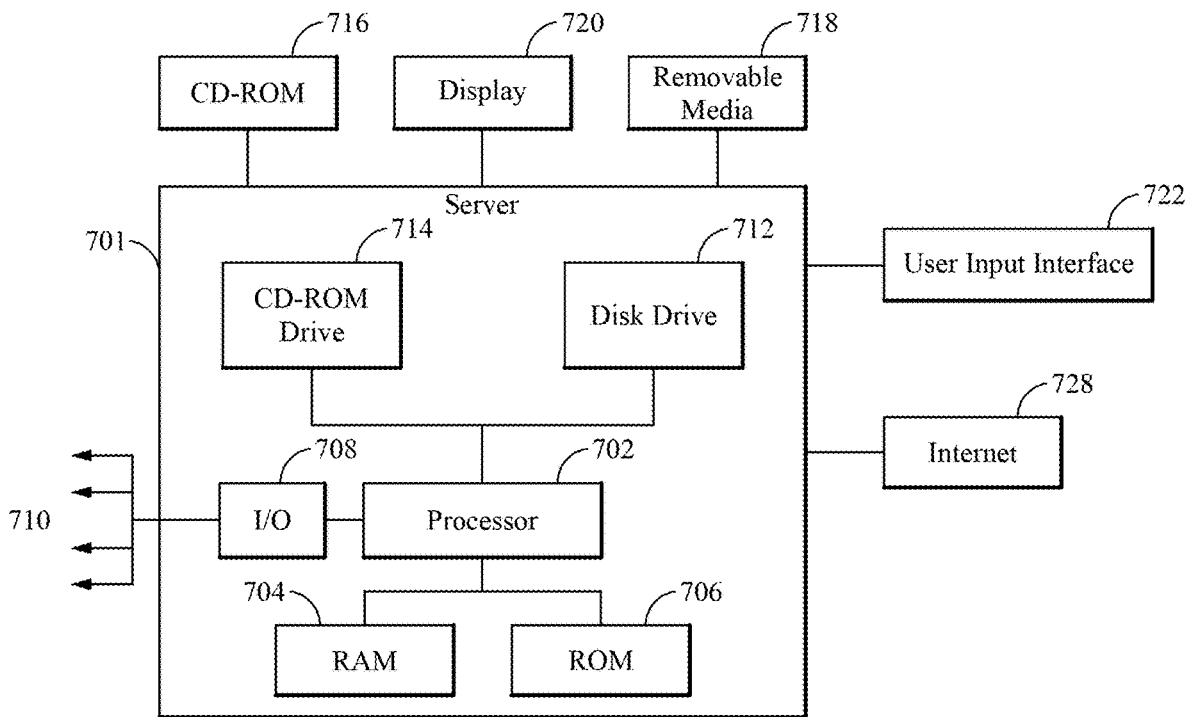 716
720
718
CD-ROM
Display
Removable
Media
Server
722
701
714
712
User Input Interface
CD-ROM
Drive
Disk Drive
728
708
702
Internet
710
I/O
Processor
704
706
RAM
ROM